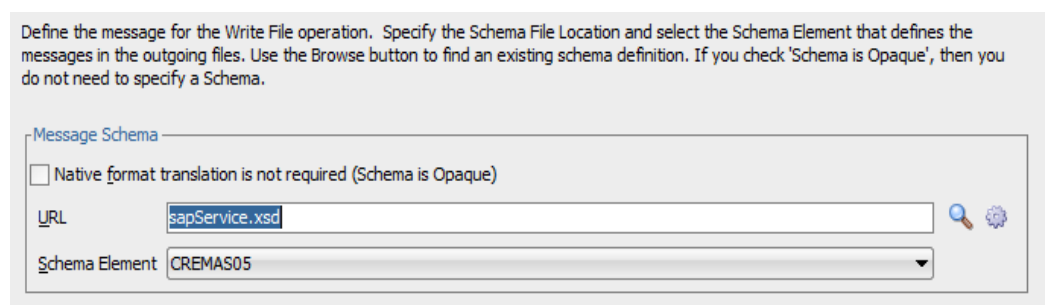 Define the message for the Write File operation.  Specify the Schema File Location and select the Schema Element that defines the
messages in the outgoing files. Use the Browse button to find an existing schema definition. If you check 'Schema is Opaque', then you
do not need to specify a Schema.
Message Schema
Native format translation is not required (Schema is Opaque)
URL sapService.xsd
Schema Element CREMAS05